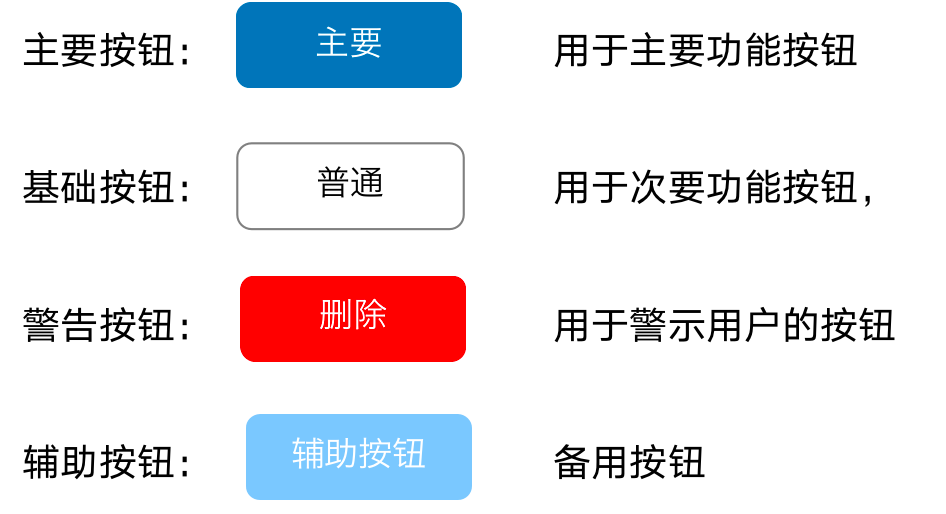 主要按钮： 主要 用于主要功能按钮
基础按钮： 普通 用于次要功能按钮，
警告按钮： 删除 用于警示用户的按钮
辅助按钮： 辅助按钮 备用按钮